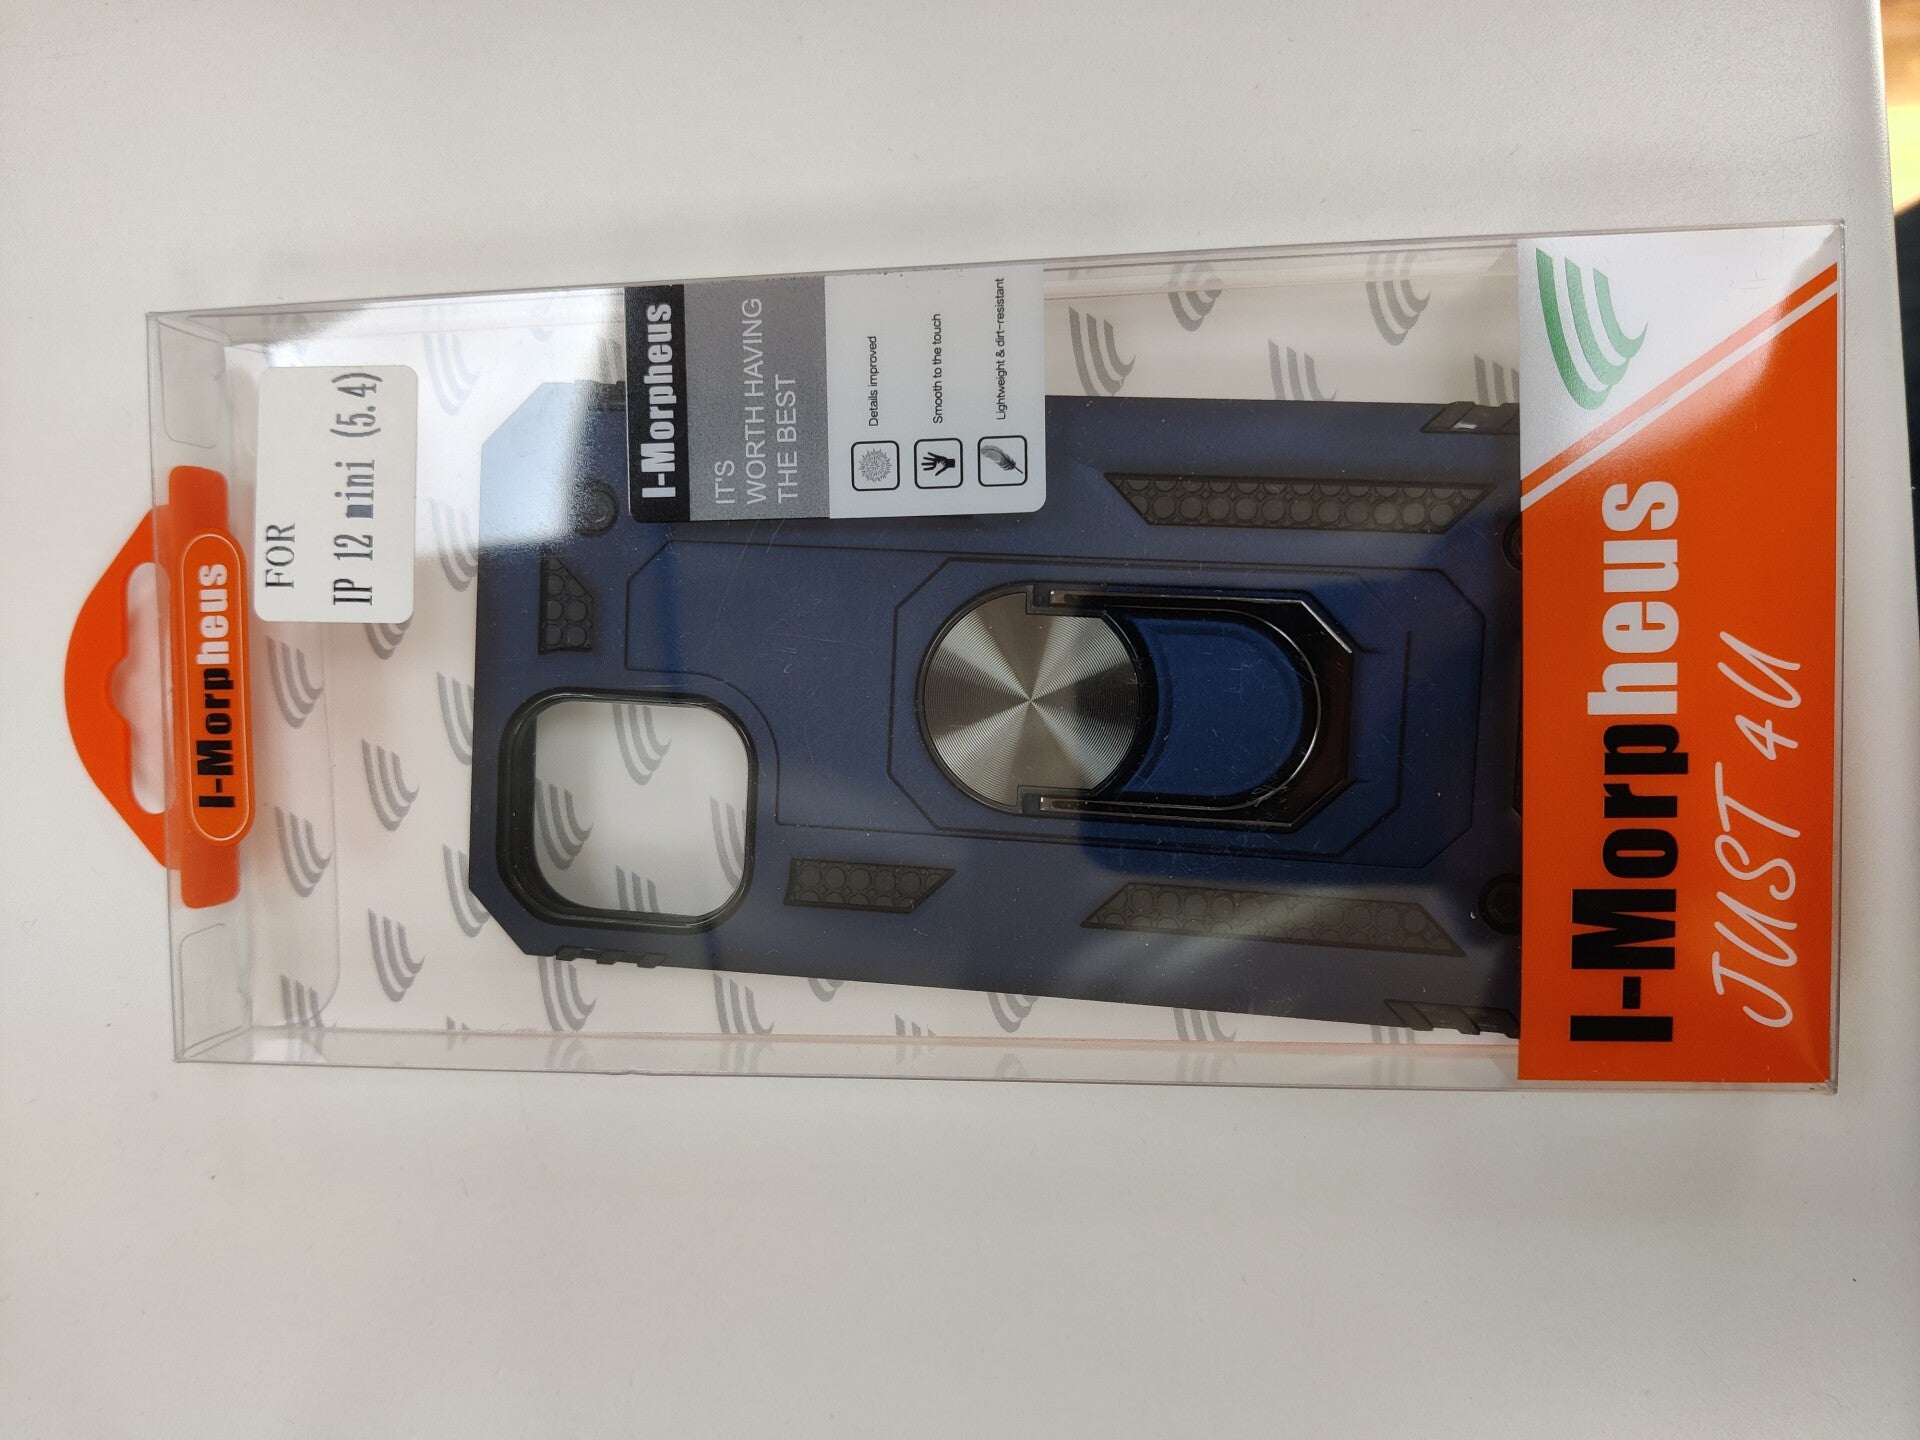 I-Morpheus
FOR
IP 12 mini (5.4)
I-Morpheus
IT'S
WORTH HAVING
THE BEST
Details improved
Smooth to the touch
Lightweight & dirt-resistant
I-Morpheus
JUST 4U